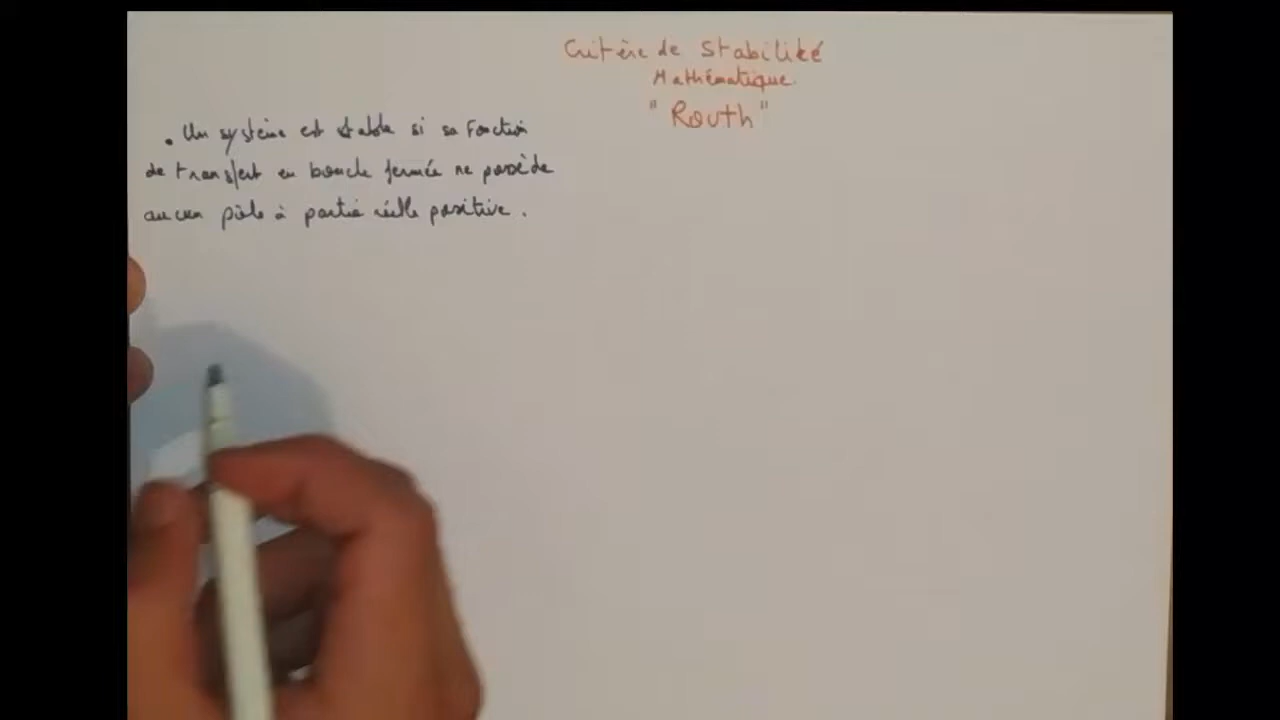 Critère de Stabilité
Mathématique
"Routh"
. Un système est stable si sa Fonction
de transfert en boucle fermée ne possède
aucun pôle à partie réelle positive.